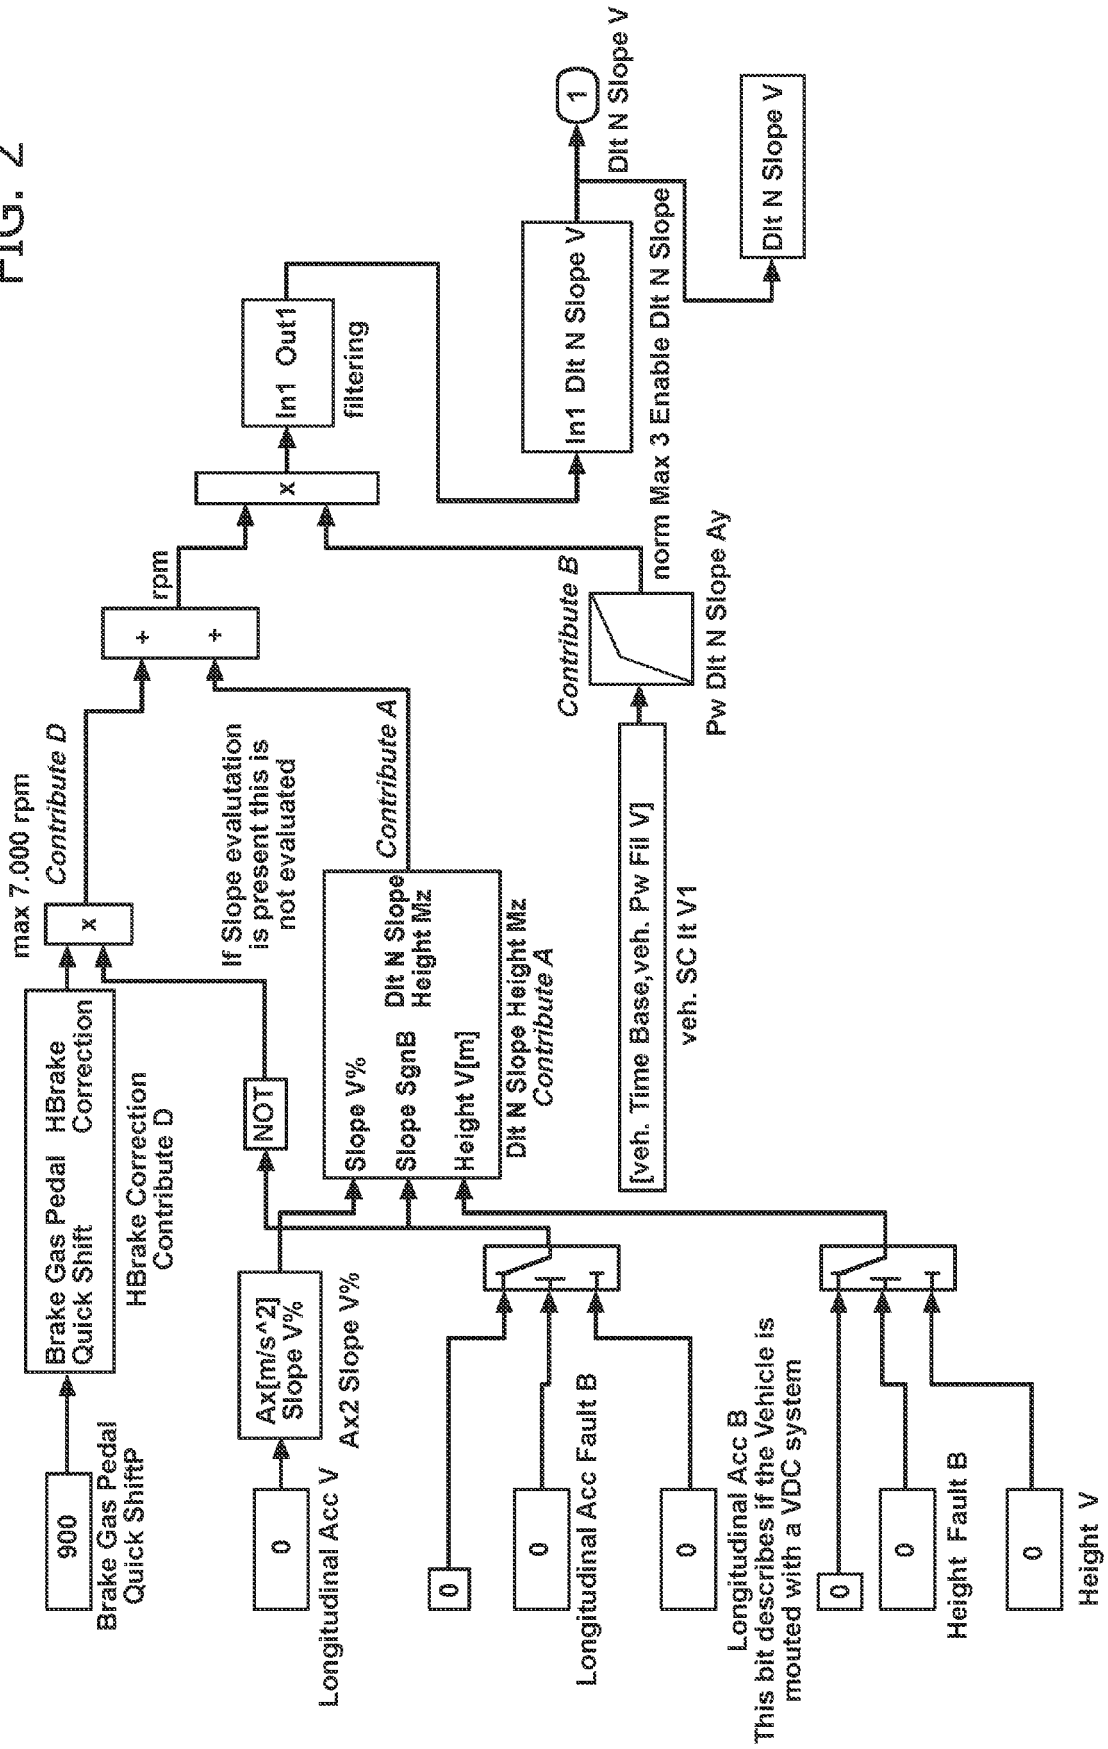 FIG. 2
900
Brake Gas Pedal
Quick ShiftP
Brake Gas Pedal
Quick Shift
HBrake
Correction
HBrake Correction
Contribute D
max 7.000 rpm
x
Contribute D
0
Longitudinal Acc V
Ax[m/s^2]
Slope V%
Ax2 Slope V%
NOT
If Slope evalutation
is present this is
not evaluated
+
+
rpm
x
In1 Out1
filtering
0
0
Longitudinal Acc Fault B
0
Longitudinal Acc B
This bit describes if the Vehicle is
mouted with a VDC system
Slope V%
Slope SgnB
Height V[m]
Dlt N Slope
Height Mz
Dlt N Slope Height Mz
Contribute A
Contribute A
0
0
Height Fault B
0
Height V
[veh. Time Base,veh. Pw Fil V]
veh. SC It V1
Contribute B
Pw Dlt N Slope Ay
In1 Dlt N Slope V
norm Max 3 Enable Dlt N Slope
1
Dlt N Slope V
Dlt N Slope V